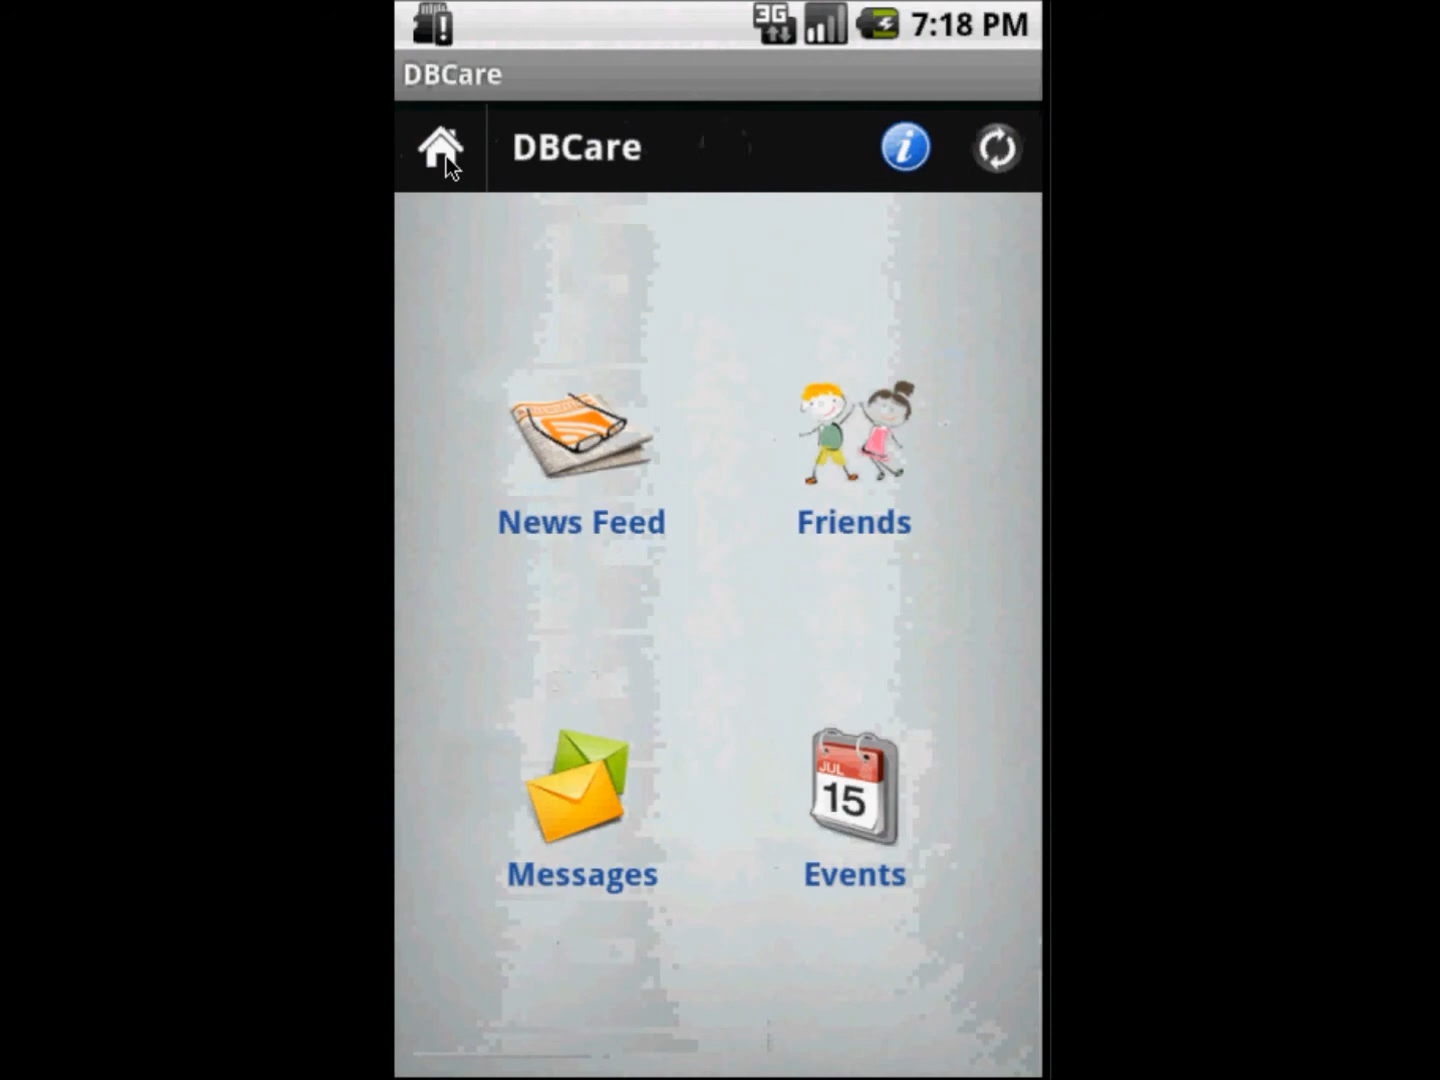 3G 7:18 PM
DBCare
DBCare
News Feed
Friends
JUL
15
Messages
Events